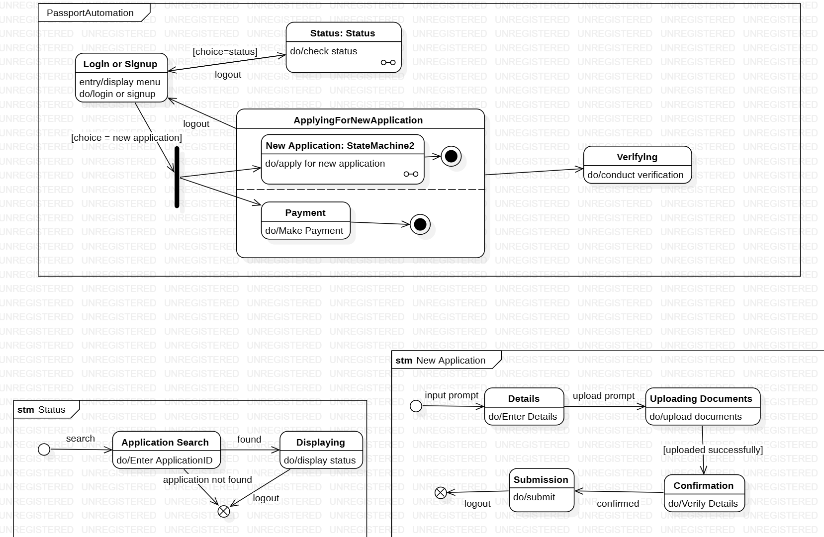 PassportAutomation
Status: Status
do/check status
[choice=status]
logout
Login or Signup
entry/display menu
do/login or signup
logout
[choice = new application]
ApplyingForNewApplication
New Application: StateMachine2
do/apply for new application
Payment
do/Make Payment
Verifying
do/conduct verification
stm New Application
input prompt
Details
do/Enter Details
upload prompt
Uploading Documents
do/upload documents
[uploaded successfully]
Confirmation
do/Verify Details
confirmed
Submission
do/submit
logout
stm Status
search
Application Search
do/Enter ApplicationID
found
Displaying
do/display status
application not found
logout
UNREGISTERED